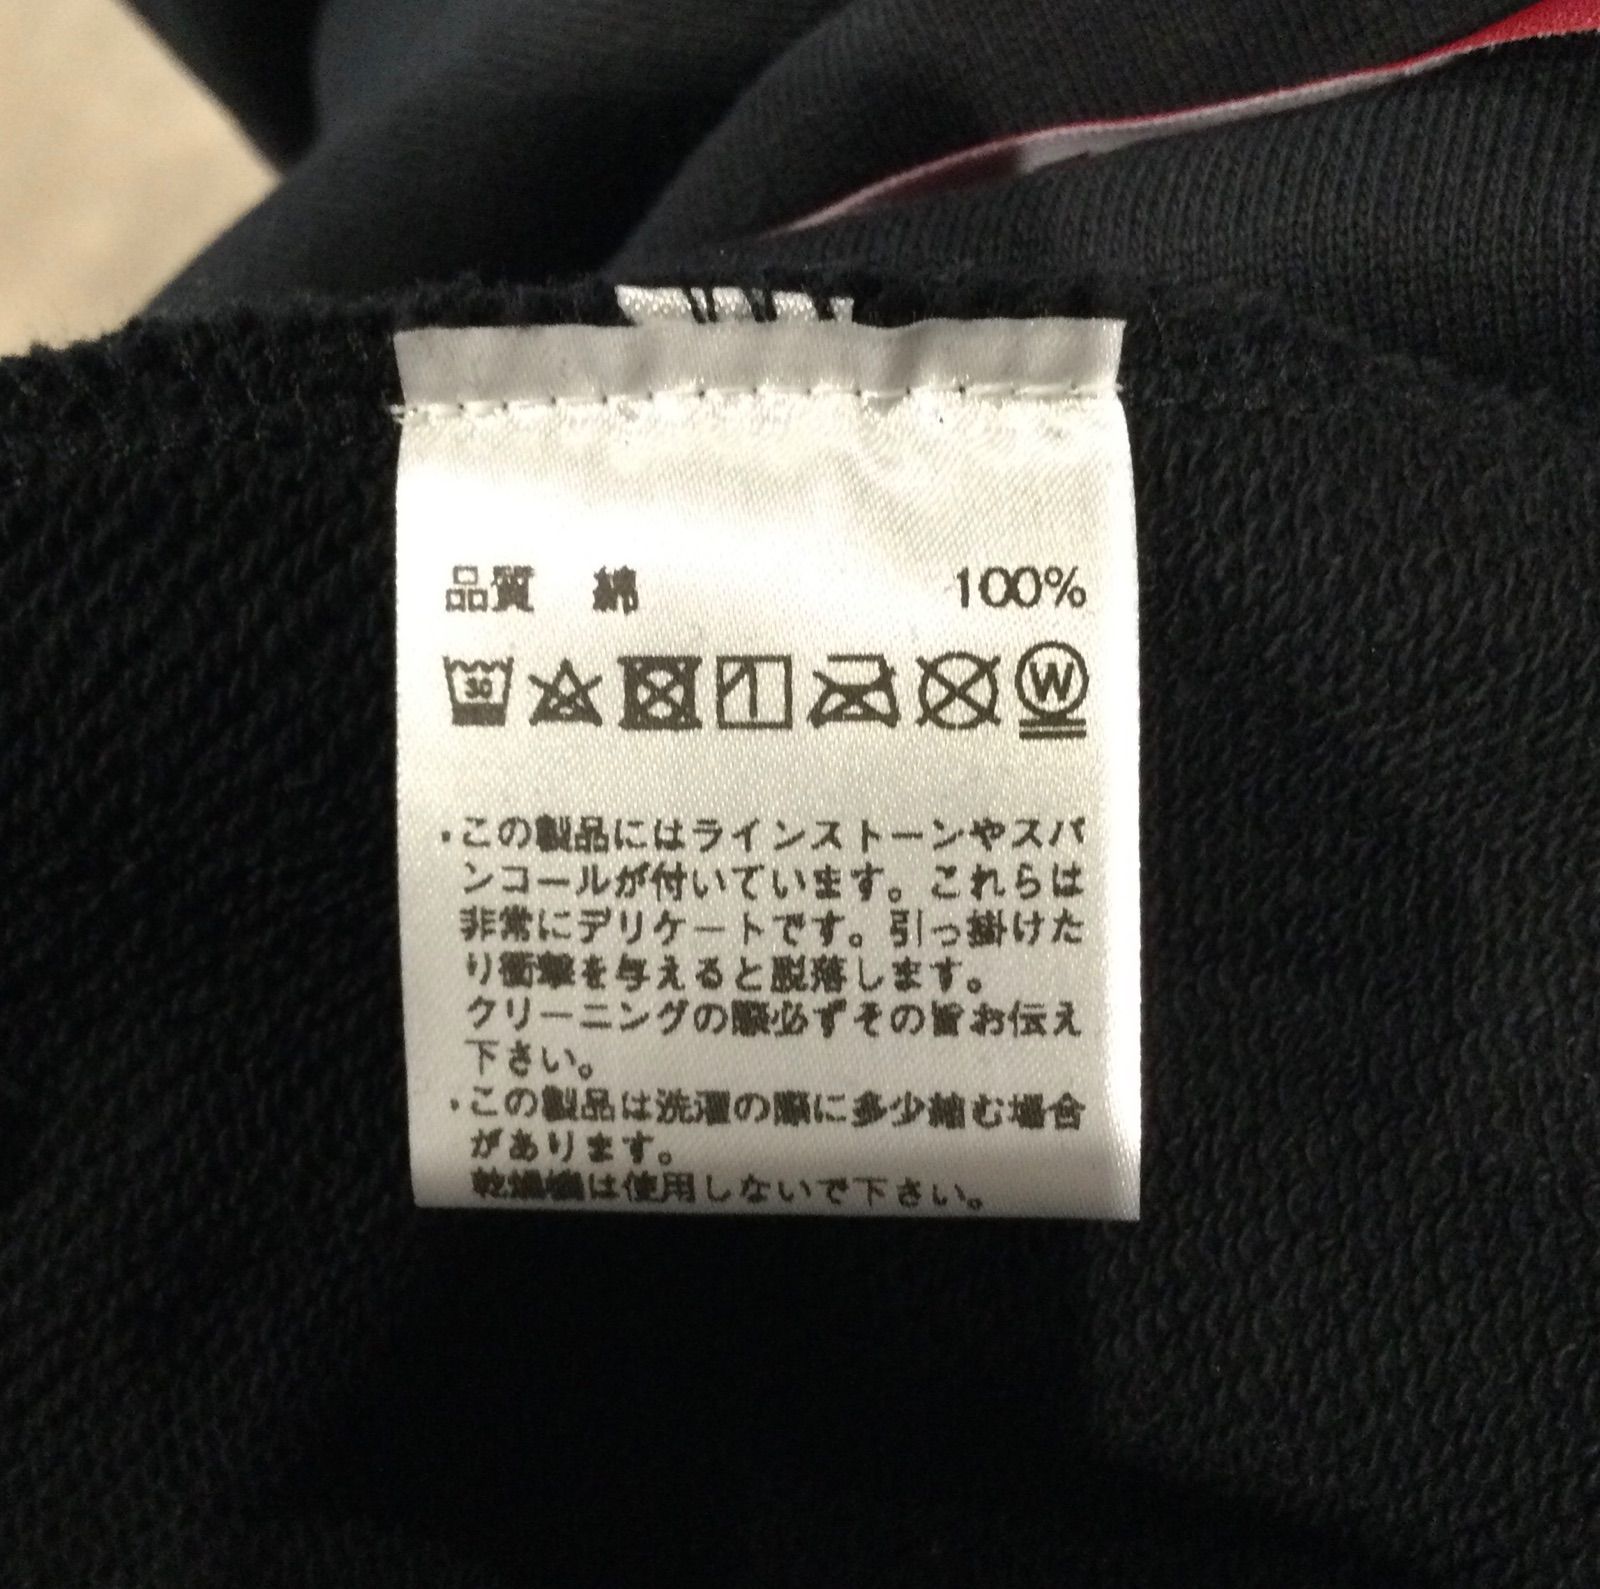 品質 綿 100%
30
W
・この製品にはラインストーンやスパ
ンコールが付いています。これらは
非常にデリケートです。引っ掛けた
り衝撃を与えると脱落します。
クリーニングの際必ずその旨お伝え
下さい。
・この製品は洗濯の際に多少縮む場合
があります。
乾燥機は使用しないで下さい。